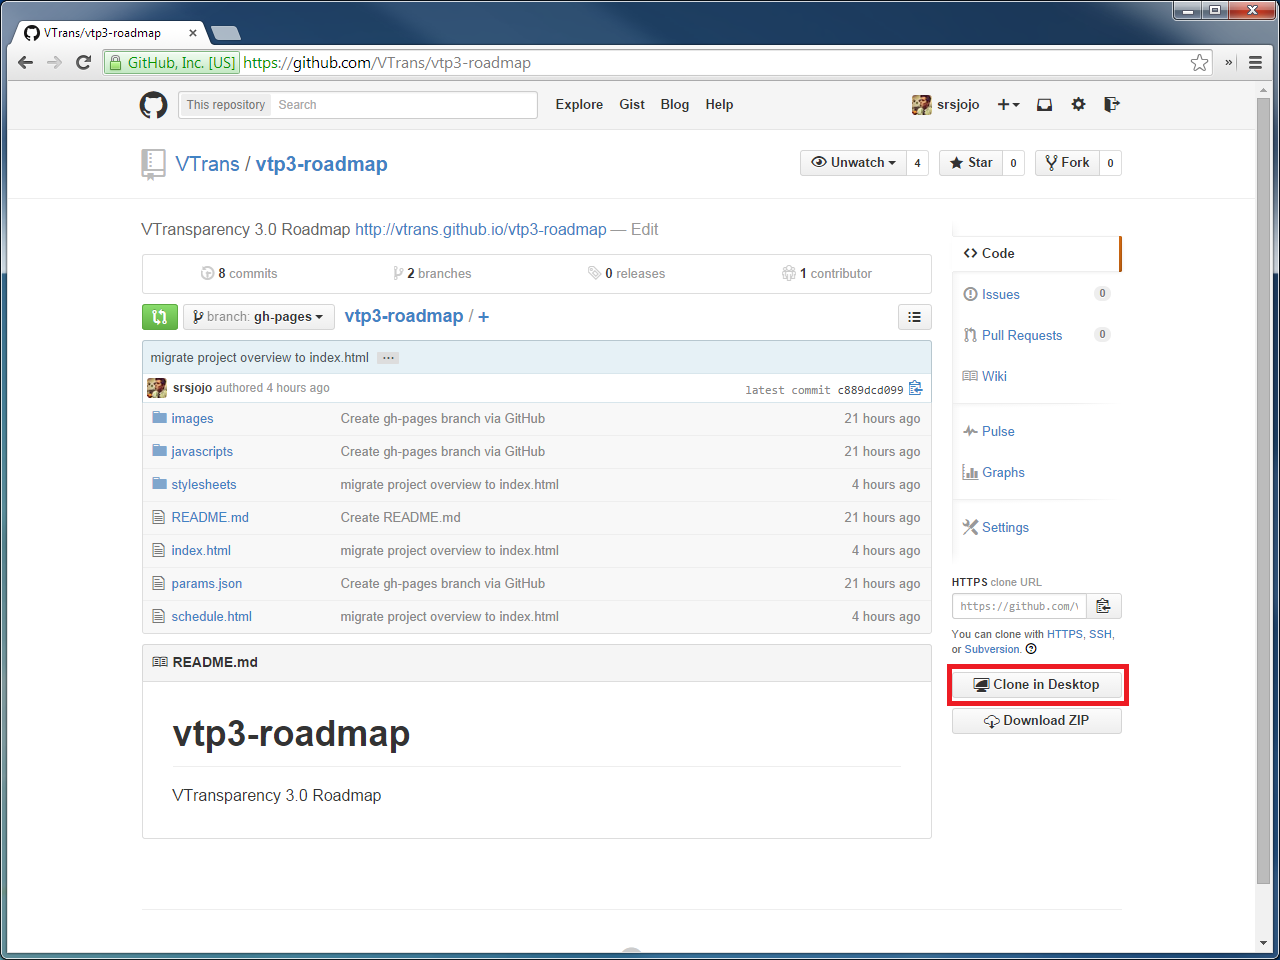 VTrans/vtp3-roadmap
GitHub, Inc. [US] https://github.com/VTrans/vtp3-roadmap
This repository Search Explore Gist Blog Help srsjojo
VTrans / vtp3-roadmap Unwatch 4 Star 0 Fork 0
VTransparency 3.0 Roadmap http://vtrans.github.io/vtp3-roadmap — Edit
8 commits 2 branches 0 releases 1 contributor
branch: gh-pages vtp3-roadmap / +
migrate project overview to index.html ...
srsjojo authored 4 hours ago latest commit c889dcd099
images Create gh-pages branch via GitHub 21 hours ago
javascripts Create gh-pages branch via GitHub 21 hours ago
stylesheets migrate project overview to index.html 4 hours ago
README.md Create README.md 21 hours ago
index.html migrate project overview to index.html 4 hours ago
params.json Create gh-pages branch via GitHub 21 hours ago
schedule.html migrate project overview to index.html 4 hours ago
README.md
vtp3-roadmap
VTransparency 3.0 Roadmap
Code
Issues 0
Pull Requests 0
Wiki
Pulse
Graphs
Settings
HTTPS clone URL
https://github.com/
You can clone with HTTPS, SSH,
or Subversion.
Clone in Desktop
Download ZIP